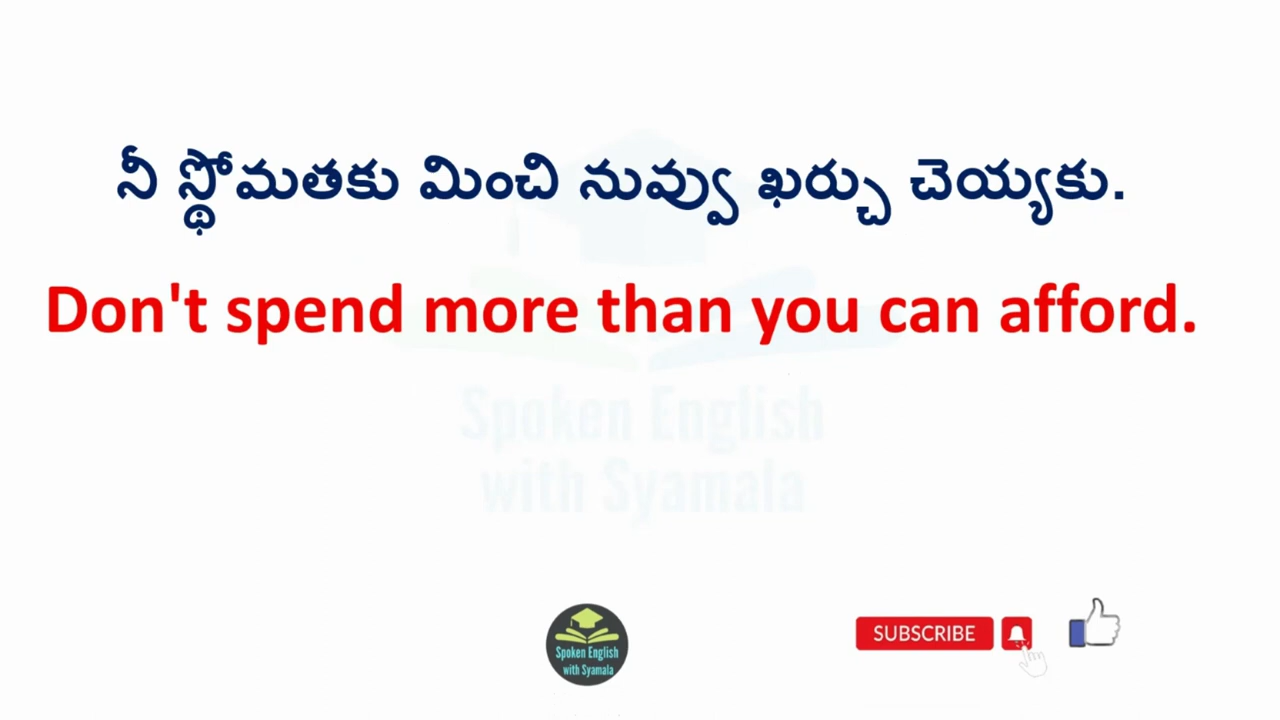 నీ స్థోమతకు మించి నువ్వు ఖర్చు చెయ్యకు.
Don't spend more than you can afford.
Spoken English
with Syamala
Spoken English
with Syamala
SUBSCRIBE